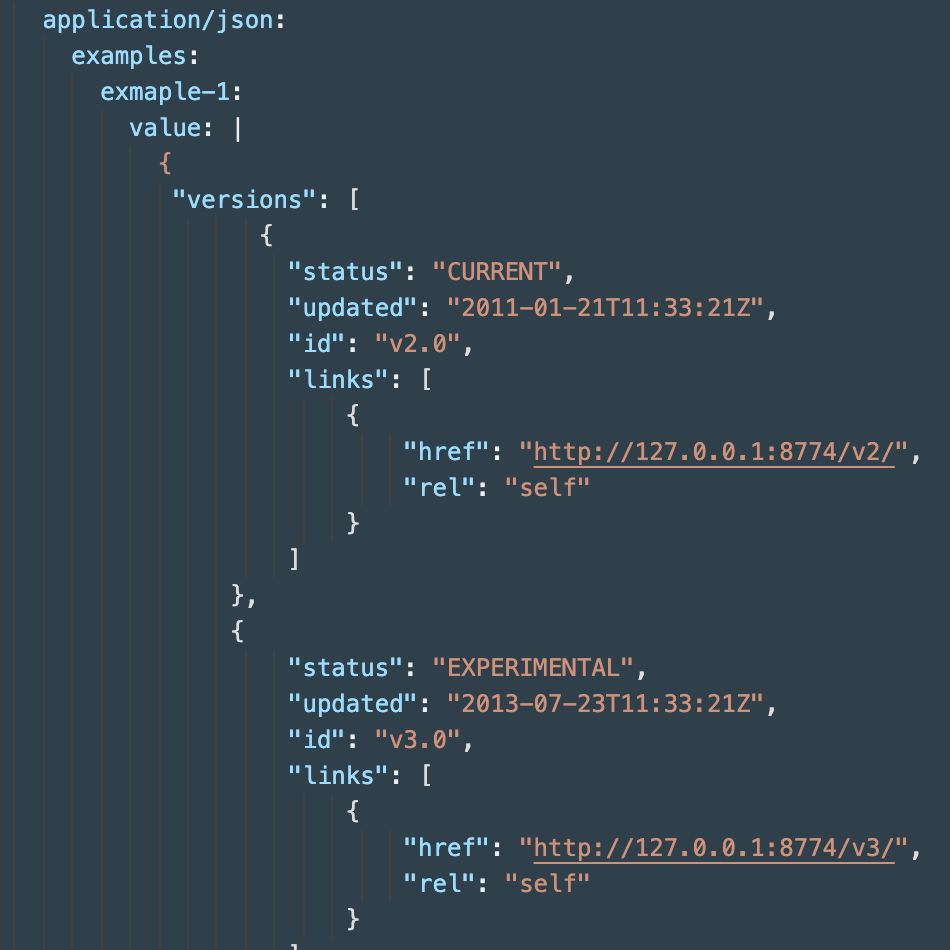 application/json:
examples:
exmaple-1:
value: |
{
"versions": [
{
"status": "CURRENT",
"updated": "2011-01-21T11:33:21Z",
"id": "v2.0",
"links": [
{
"href": "http://127.0.0.1:8774/v2/",
"rel": "self"
}
]
},
{
"status": "EXPERIMENTAL",
"updated": "2013-07-23T11:33:21Z",
"id": "v3.0",
"links": [
{
"href": "http://127.0.0.1:8774/v3/",
"rel": "self"
}
]